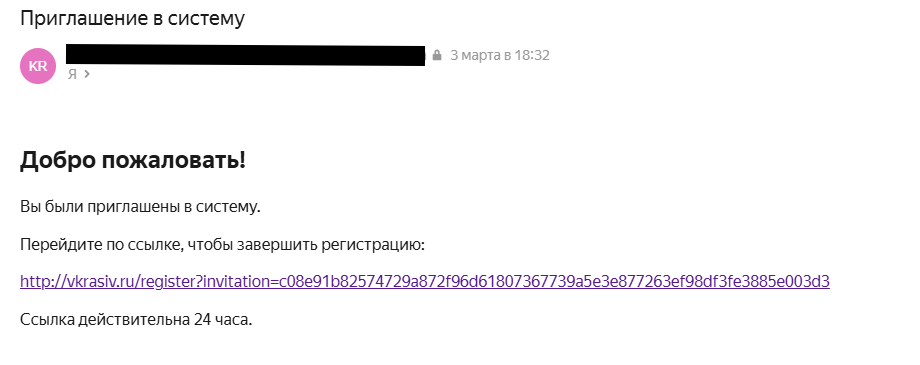 Приглашение в систему
KR
3 марта в 18:32
Я
Добро пожаловать!
Вы были приглашены в систему.
Перейдите по ссылке, чтобы завершить регистрацию:
http://vkrasiv.ru/register?invitation=c08e91b82574729a872f96d61807367739a5e3e877263ef98df3fe3885e003d3
Ссылка действительна 24 часа.